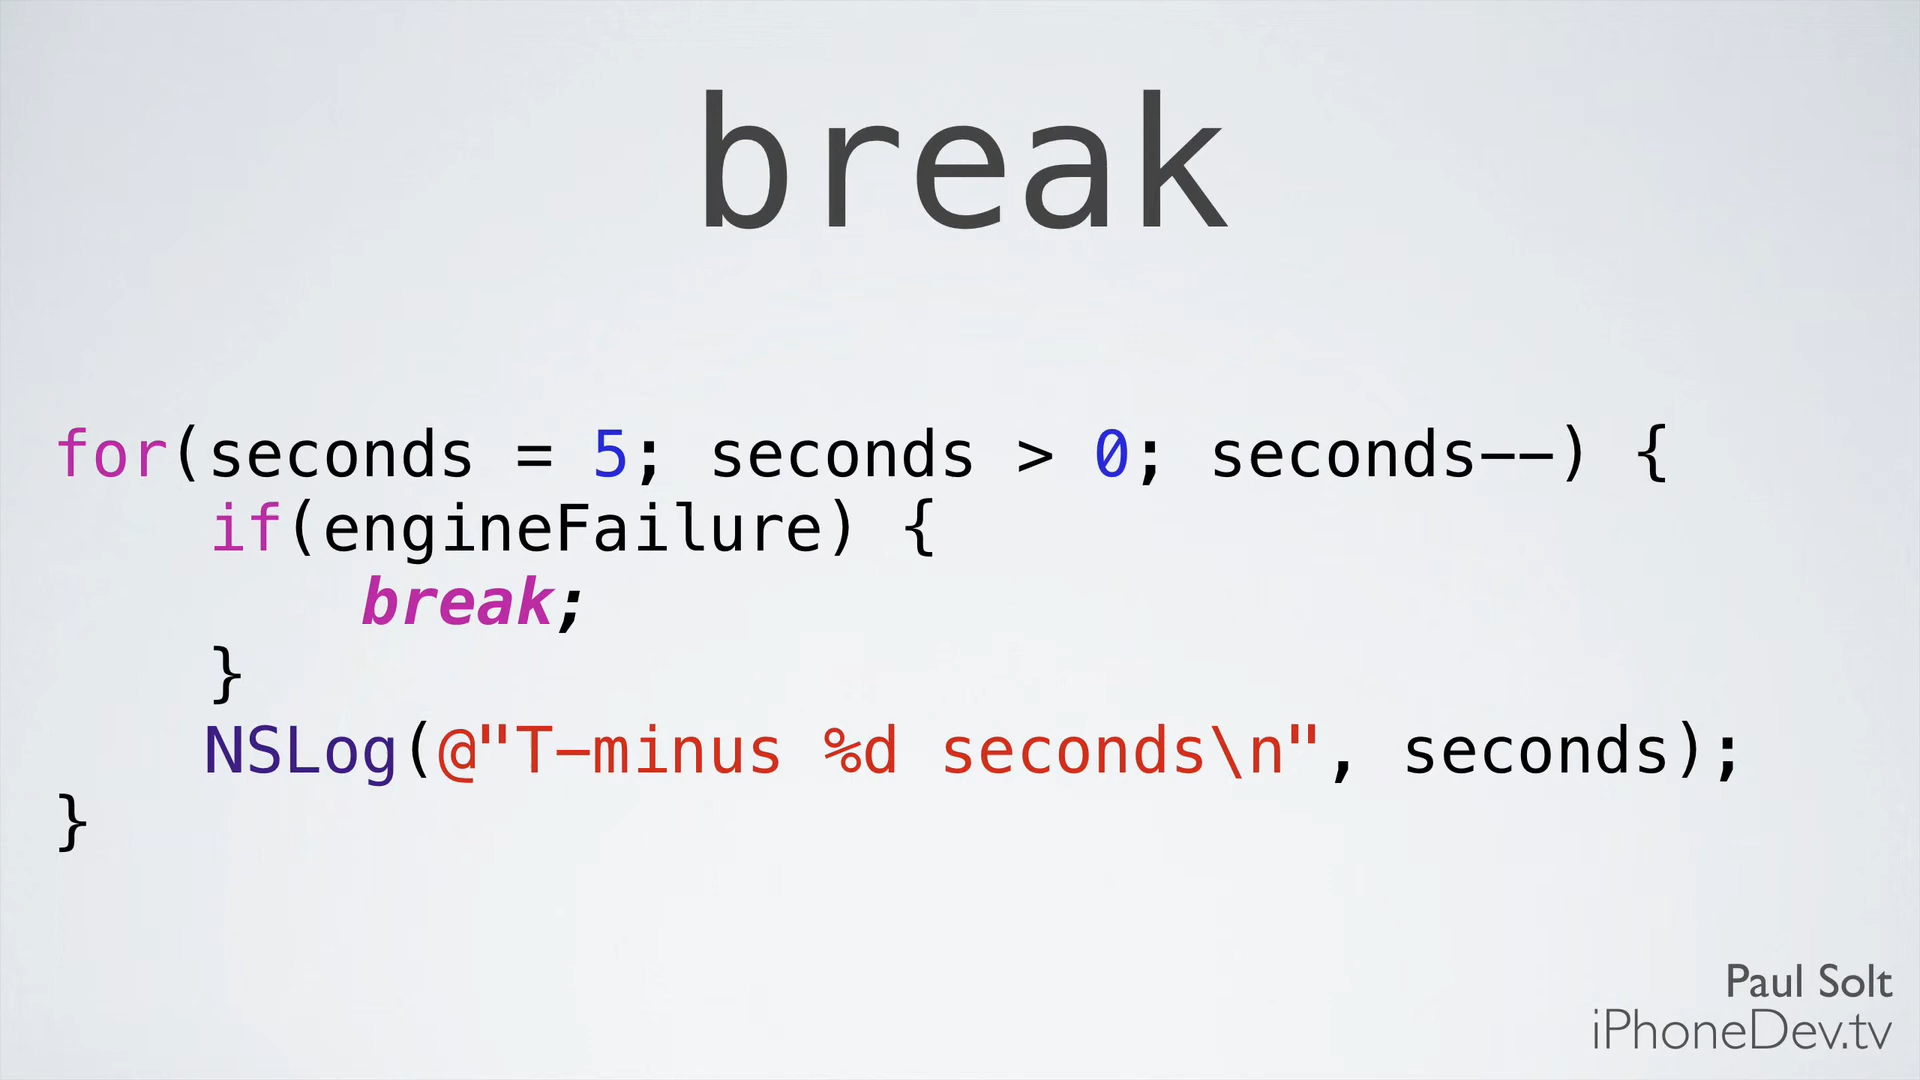 break
for(seconds = 5; seconds > 0; seconds--) {
    if(engineFailure) {
        break;
    }
    NSLog(@"T-minus %d seconds\n", seconds);
}
Paul Solt
iPhoneDev.tv